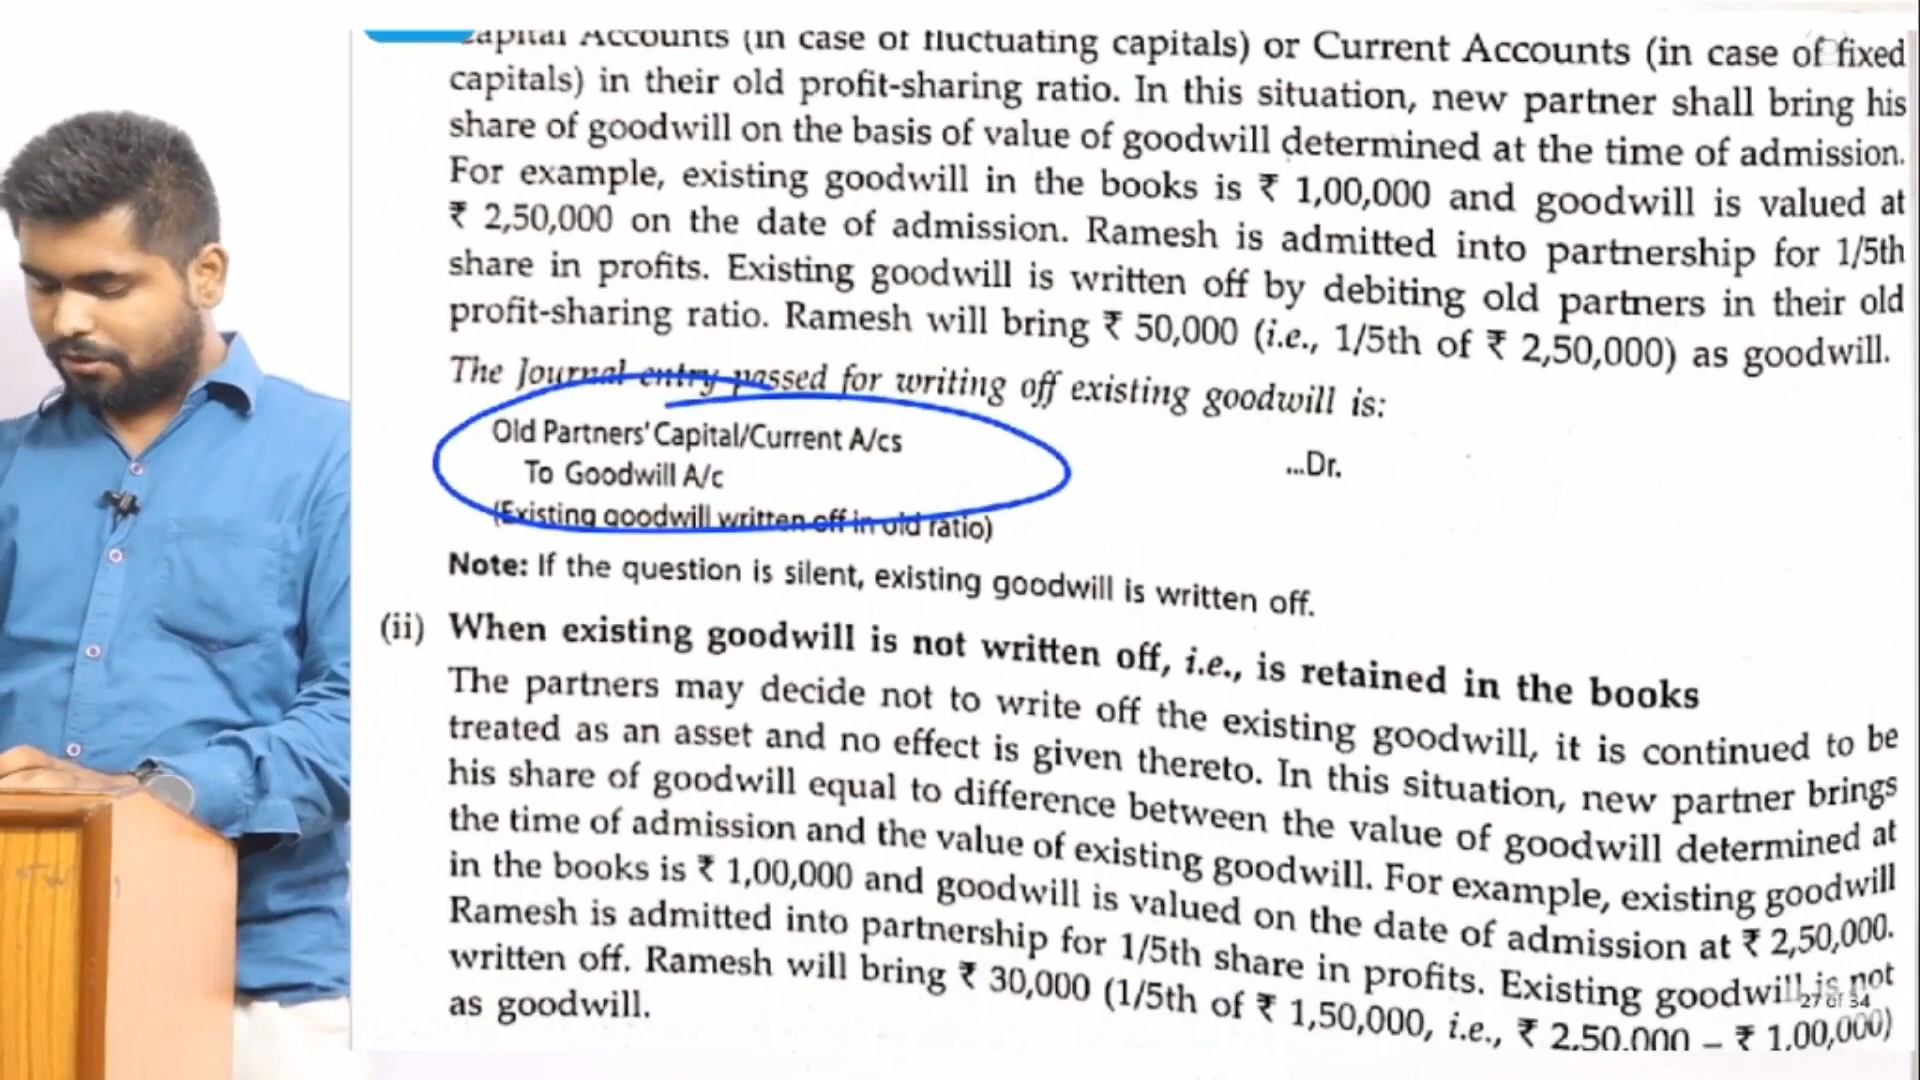 Capital Accounts (in case of fluctuating capitals) or Current Accounts (in case of fixed
capitals) in their old profit-sharing ratio. In this situation, new partner shall bring his
share of goodwill on the basis of value of goodwill determined at the time of admission.
For example, existing goodwill in the books is ₹ 1,00,000 and goodwill is valued at
₹ 2,50,000 on the date of admission. Ramesh is admitted into partnership for 1/5th
share in profits. Existing goodwill is written off by debiting old partners in their old
profit-sharing ratio. Ramesh will bring ₹ 50,000 (i.e., 1/5th of ₹ 2,50,000) as goodwill.
The Journal entry passed for writing off existing goodwill is:
Old Partners' Capital/Current A/cs ...Dr.
To Goodwill A/c
(Existing goodwill written off in old ratio)
Note: If the question is silent, existing goodwill is written off.
(ii) When existing goodwill is not written off, i.e., is retained in the books
The partners may decide not to write off the existing goodwill, it is continued to be
treated as an asset and no effect is given thereto. In this situation, new partner brings
his share of goodwill equal to difference between the value of goodwill determined at
the time of admission and the value of existing goodwill. For example, existing goodwill
in the books is ₹ 1,00,000 and goodwill is valued on the date of admission at ₹ 2,50,000.
Ramesh is admitted into partnership for 1/5th share in profits. Existing goodwill is not
written off. Ramesh will bring ₹ 30,000 (1/5th of ₹ 1,50,000, i.e., ₹ 2,50,000 – ₹ 1,00,000)
as goodwill.
27 of 34